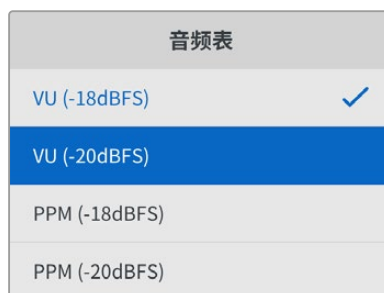 音频表
VU (-18dBFS)
VU (-20dBFS)
PPM (-18dBFS)
PPM (-20dBFS)